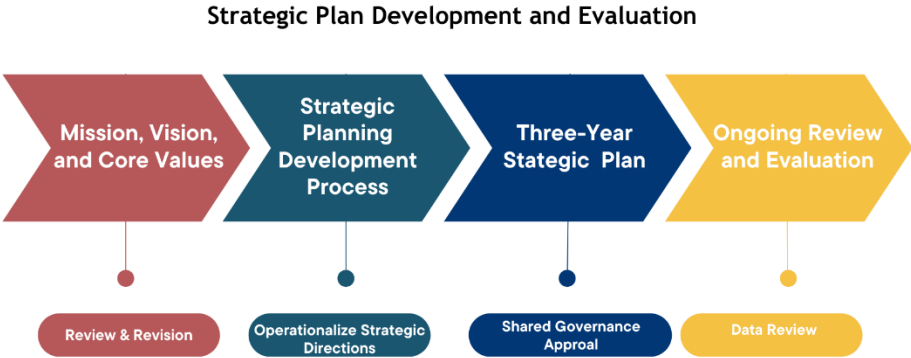 Strategic Plan Development and Evaluation
Mission, Vision,
and Core Values
Strategic
Planning
Development
Process
Three-Year
Stategic Plan
Ongoing Review
and Evaluation
Review & Revision
Operationalize Strategic
Directions
Shared Governance
Approal
Data Review